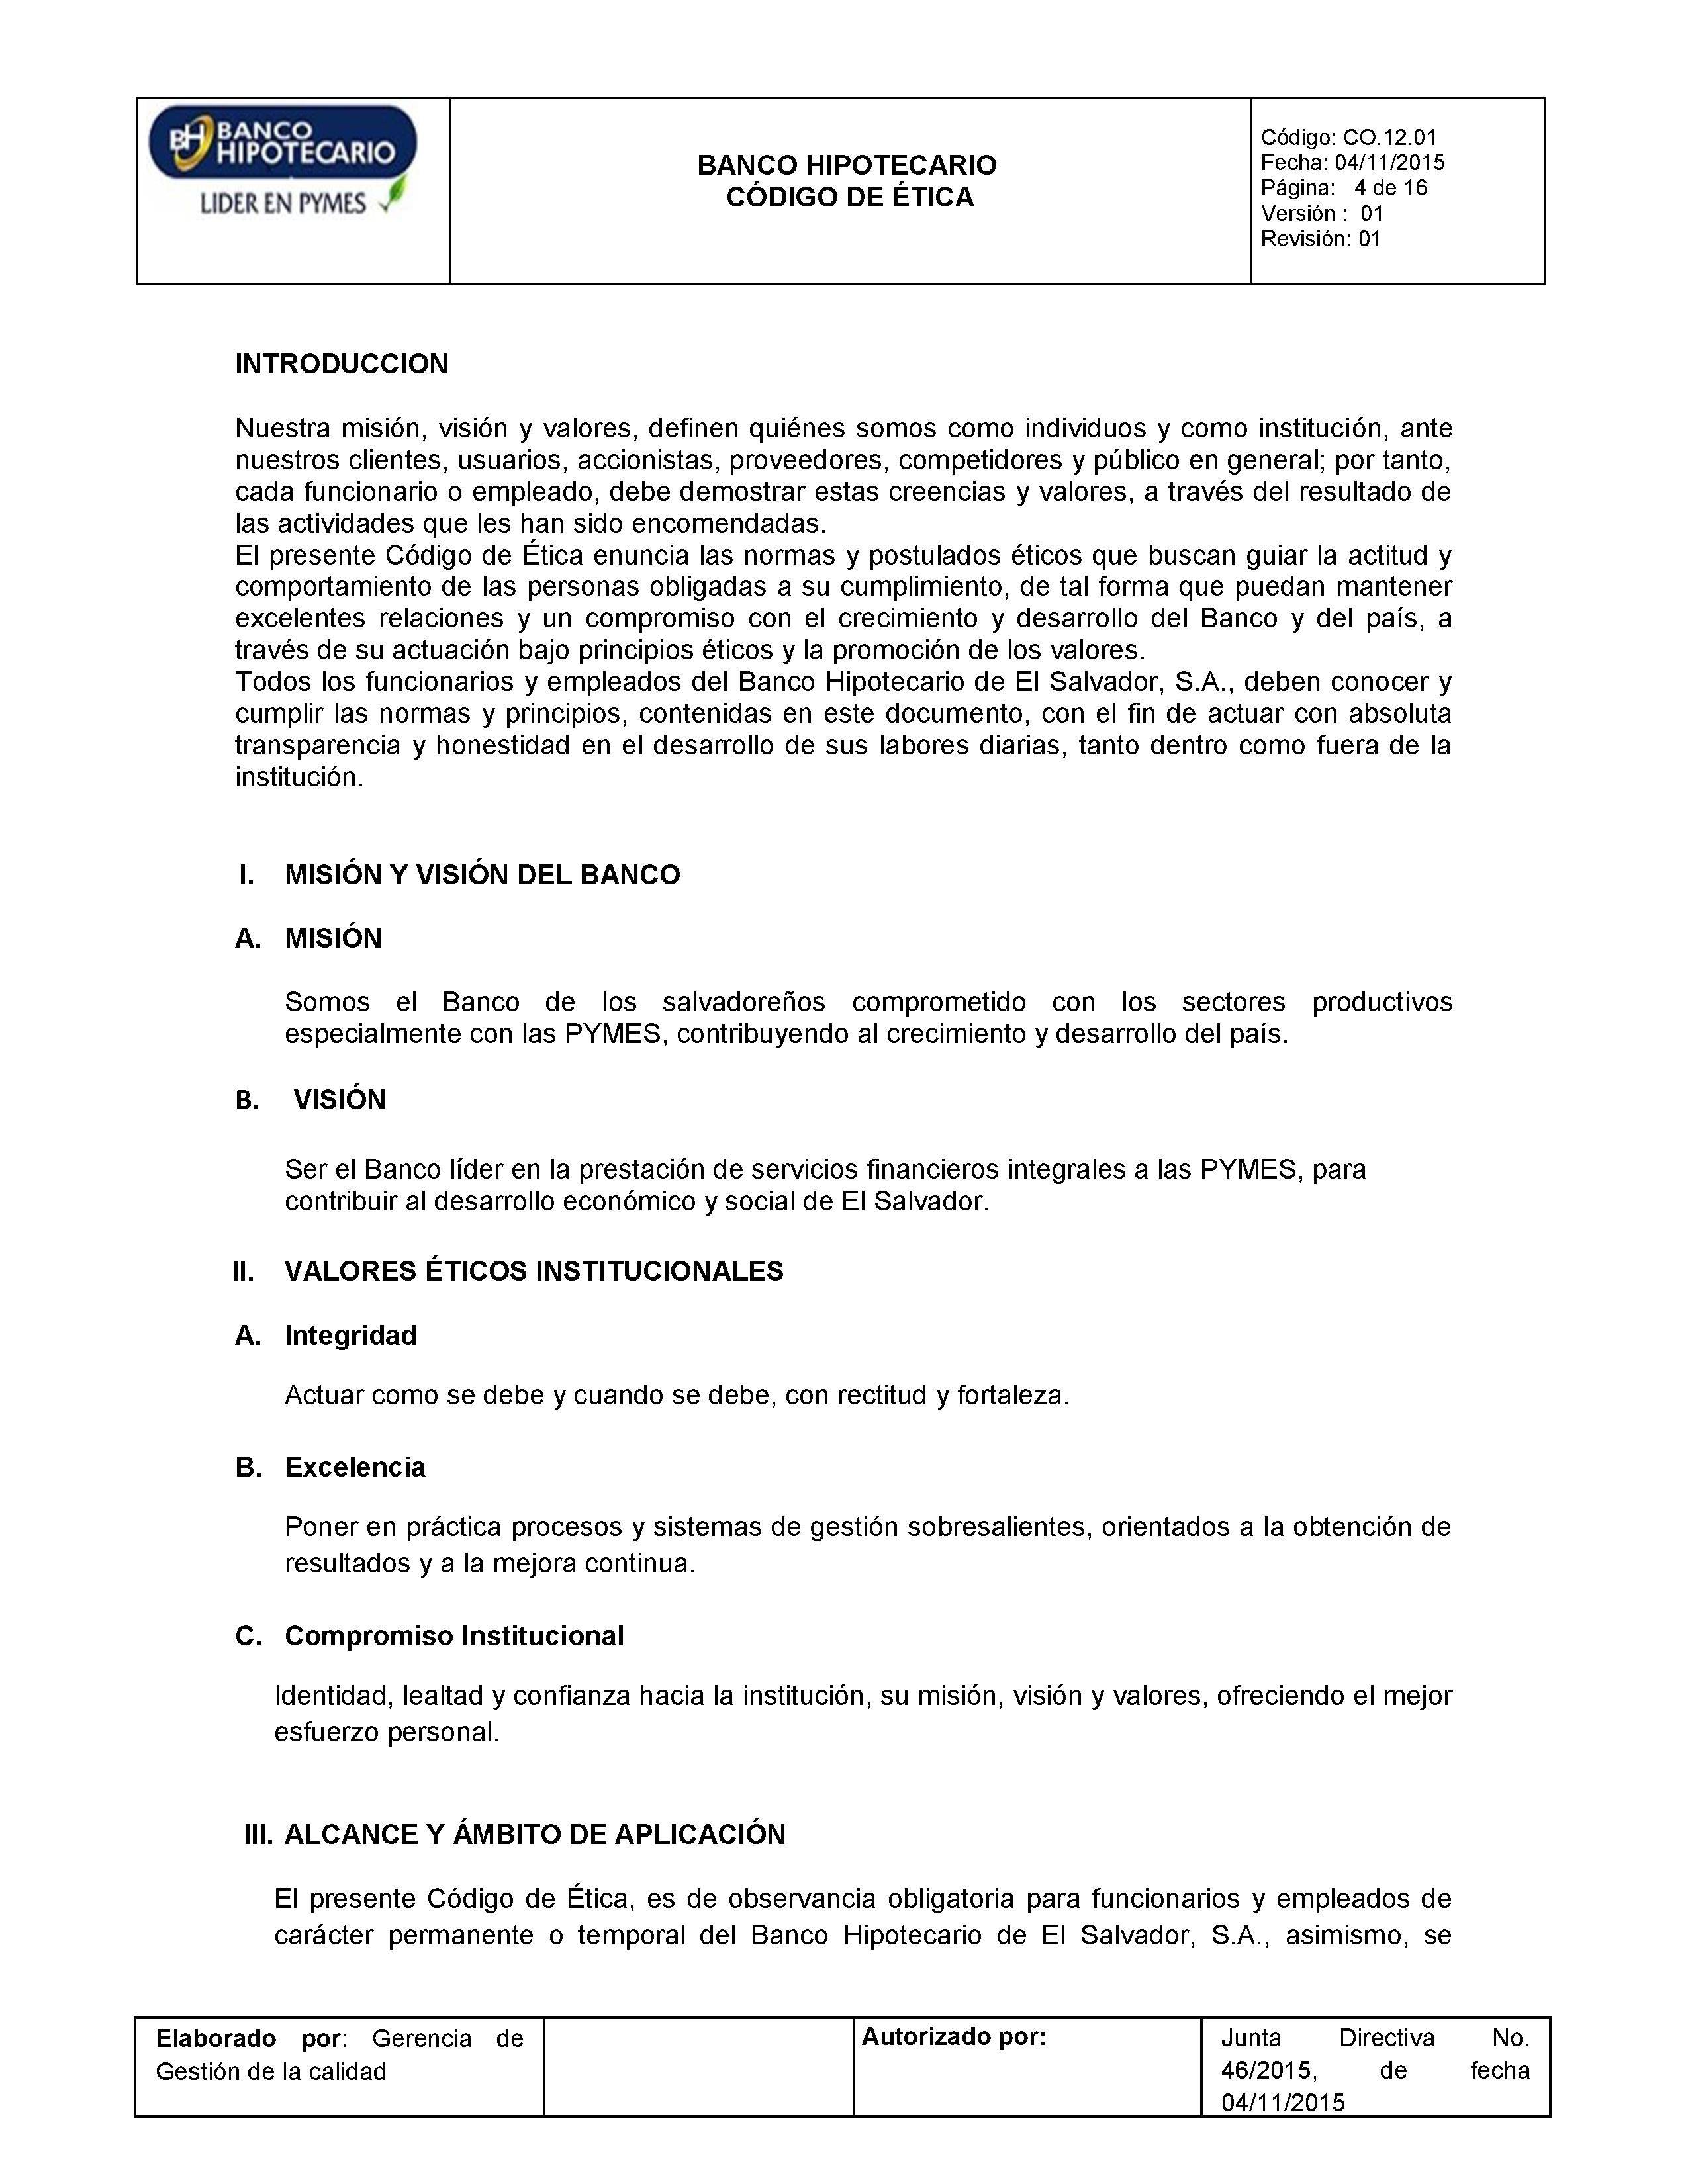 BH BANCO
HIPOTECARIO
LIDER EN PYMES
BANCO HIPOTECARIO
CÓDIGO DE ÉTICA
Código: CO.12.01
Fecha: 04/11/2015
Página:   4 de 16
Versión :  01
Revisión: 01
INTRODUCCION
Nuestra misión, visión y valores, definen quiénes somos como individuos y como institución, ante
nuestros clientes, usuarios, accionistas, proveedores, competidores y público en general; por tanto,
cada funcionario o empleado, debe demostrar estas creencias y valores, a través del resultado de
las actividades que les han sido encomendadas.
El presente Código de Ética enuncia las normas y postulados éticos que buscan guiar la actitud y
comportamiento de las personas obligadas a su cumplimiento, de tal forma que puedan mantener
excelentes relaciones y un compromiso con el crecimiento y desarrollo del Banco y del país, a
través de su actuación bajo principios éticos y la promoción de los valores.
Todos los funcionarios y empleados del Banco Hipotecario de El Salvador, S.A., deben conocer y
cumplir las normas y principios, contenidas en este documento, con el fin de actuar con absoluta
transparencia y honestidad en el desarrollo de sus labores diarias, tanto dentro como fuera de la
institución.
I. MISIÓN Y VISIÓN DEL BANCO
A. MISIÓN
Somos el Banco de los salvadoreños comprometido con los sectores productivos
especialmente con las PYMES, contribuyendo al crecimiento y desarrollo del país.
B. VISIÓN
Ser el Banco líder en la prestación de servicios financieros integrales a las PYMES, para
contribuir al desarrollo económico y social de El Salvador.
II. VALORES ÉTICOS INSTITUCIONALES
A. Integridad
Actuar como se debe y cuando se debe, con rectitud y fortaleza.
B. Excelencia
Poner en práctica procesos y sistemas de gestión sobresalientes, orientados a la obtención de
resultados y a la mejora continua.
C. Compromiso Institucional
Identidad, lealtad y confianza hacia la institución, su misión, visión y valores, ofreciendo el mejor
esfuerzo personal.
III. ALCANCE Y ÁMBITO DE APLICACIÓN
El presente Código de Ética, es de observancia obligatoria para funcionarios y empleados de
carácter permanente o temporal del Banco Hipotecario de El Salvador, S.A., asimismo, se
Elaborado por: Gerencia de
Gestión de la calidad
Autorizado por:
Junta Directiva No.
46/2015, de fecha
04/11/2015